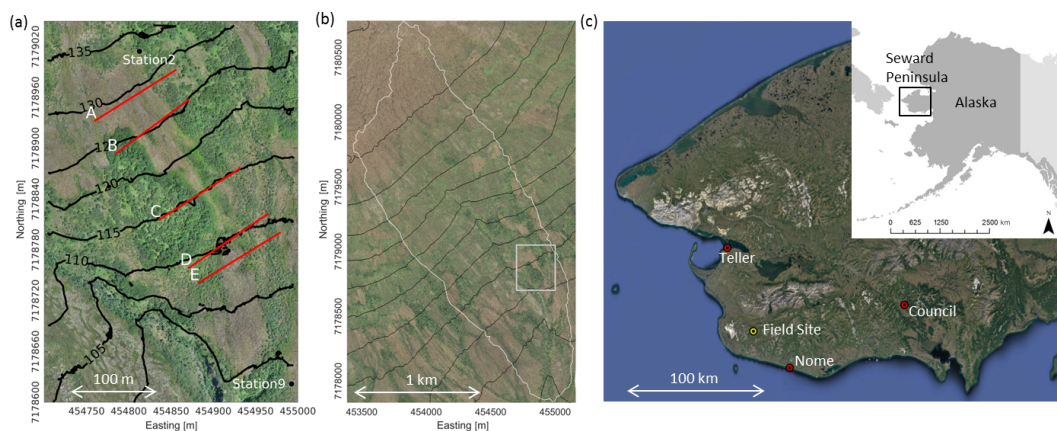 (a)
7179020
7178960
7178900
7178840
7178780
7178720
7178660
7178600
Northing [m]
135
Station2
130
A
B
120
C
115
D
E
110
105
100 m
Station9
454750 454800 454850 454900 454950 455000
Easting [m]
(b)
7180500
7180000
7179500
7179000
7178500
7178000
Northing [m]
1 km
453500 454000 454500 455000
Easting [m]
(c)
Seward
Peninsula
Alaska
0 625 1250 2500 km
N
Teller
Council
Field Site
Nome
100 km